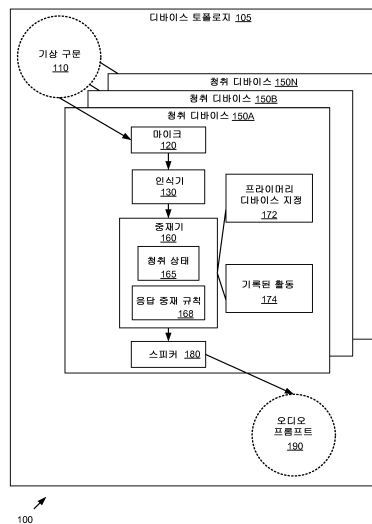 디바이스 토폴로지 105
기상 구문
110
청취 디바이스 150N
청취 디바이스 150B
청취 디바이스 150A
마이크
120
인식기
130
중재기
160
청취 상태
165
응답 중재 규칙
168
프라이머리
디바이스 지정
172
기록된 활동
174
스피커 180
오디오
프롬프트
190
100